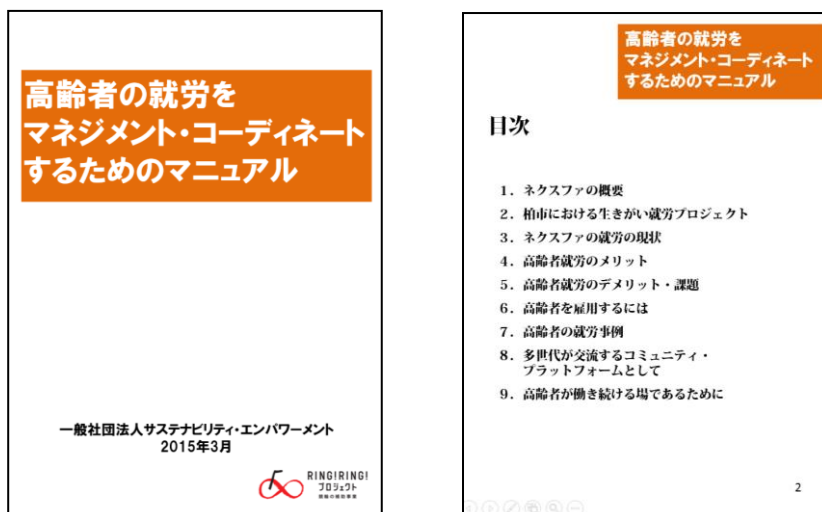 高齢者の就労を
マネジメント・コーディネート
するためのマニュアル
一般社団法人サステナビリティ・エンパワーメント
2015年3月
RING!RING!
プロジェクト
競輪の補助事業
高齢者の就労を
マネジメント・コーディネート
するためのマニュアル
目次
1. ネクスファの概要
2. 柏市における生きがい就労プロジェクト
3. ネクスファの就労の現状
4. 高齢者就労のメリット
5. 高齢者就労のデメリット・課題
6. 高齢者を雇用するには
7. 高齢者の就労事例
8. 多世代が交流するコミュニティ・
プラットフォームとして
9. 高齢者が働き続ける場であるために
2